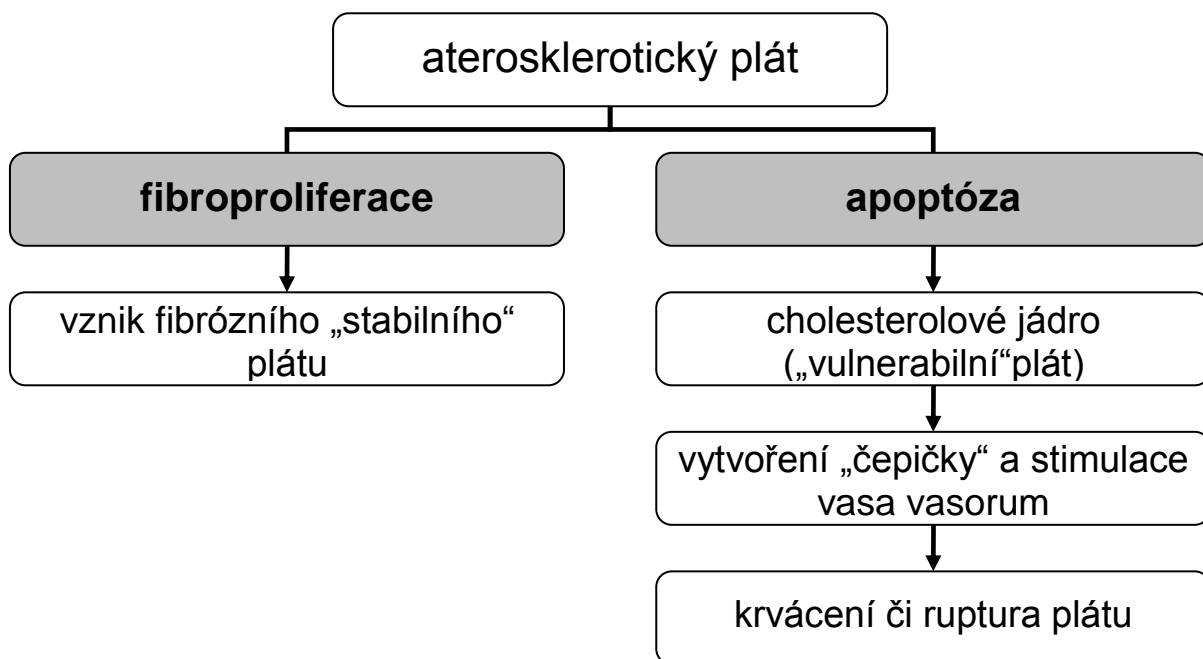 aterosklerotický plát
fibroproliferace
apoptóza
vznik fibrózního „stabilního“
plátu
cholesterolové jádro
(„vulnerabilní“plát)
vytvoření „čepičky“ a stimulace
vasa vasorum
krvácení či ruptura plátu